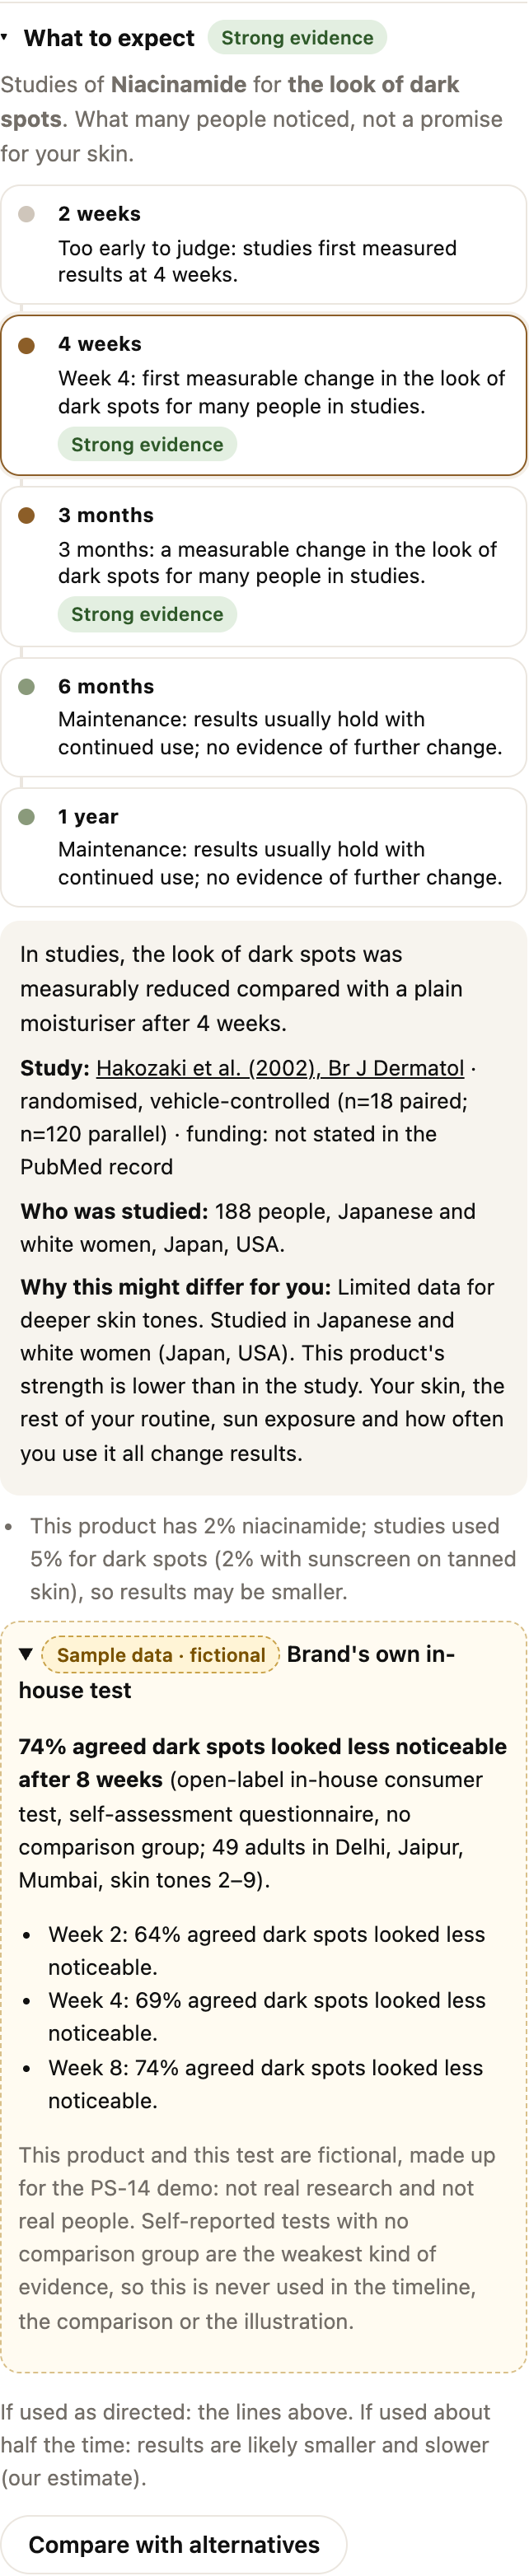 What to expect Strong evidence
Studies of Niacinamide for the look of dark
spots. What many people noticed, not a promise
for your skin.
2 weeks
Too early to judge: studies first measured
results at 4 weeks.
4 weeks
Week 4: first measurable change in the look of
dark spots for many people in studies.
Strong evidence
3 months
3 months: a measurable change in the look of
dark spots for many people in studies.
Strong evidence
6 months
Maintenance: results usually hold with
continued use; no evidence of further change.
1 year
Maintenance: results usually hold with
continued use; no evidence of further change.
In studies, the look of dark spots was
measurably reduced compared with a plain
moisturiser after 4 weeks.
Study: Hakozaki et al. (2002), Br J Dermatol ·
randomised, vehicle-controlled (n=18 paired;
n=120 parallel) · funding: not stated in the
PubMed record
Who was studied: 188 people, Japanese and
white women, Japan, USA.
Why this might differ for you: Limited data for
deeper skin tones. Studied in Japanese and
white women (Japan, USA). This product's
strength is lower than in the study. Your skin, the
rest of your routine, sun exposure and how often
you use it all change results.
• This product has 2% niacinamide; studies used
5% for dark spots (2% with sunscreen on tanned
skin), so results may be smaller.
Sample data · fictional Brand's own in-
house test
74% agreed dark spots looked less noticeable
after 8 weeks (open-label in-house consumer
test, self-assessment questionnaire, no
comparison group; 49 adults in Delhi, Jaipur,
Mumbai, skin tones 2–9).
• Week 2: 64% agreed dark spots looked less
noticeable.
• Week 4: 69% agreed dark spots looked less
noticeable.
• Week 8: 74% agreed dark spots looked less
noticeable.
This product and this test are fictional, made up
for the PS-14 demo: not real research and not
real people. Self-reported tests with no
comparison group are the weakest kind of
evidence, so this is never used in the timeline,
the comparison or the illustration.
If used as directed: the lines above. If used about
half the time: results are likely smaller and slower
(our estimate).
Compare with alternatives